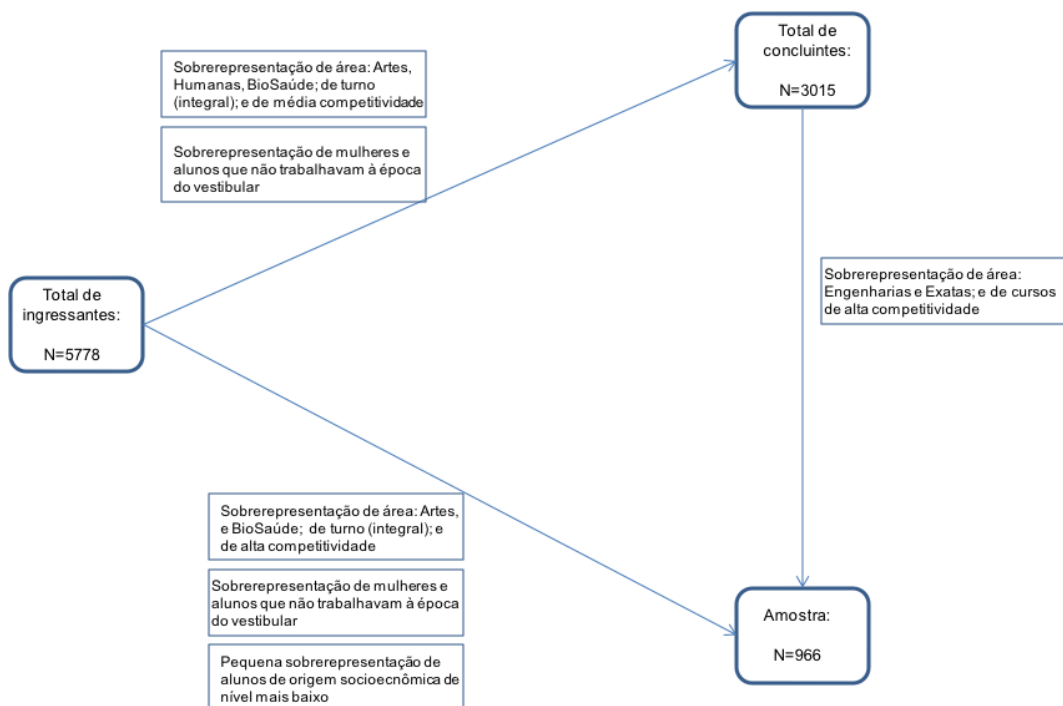 Total de
concluintes:
N=3015
Sobrerepresentação de área: Artes,
Humanas, BioSaúde; de turno
(integral); e de média competitividade
Sobrerepresentação de mulheres e
alunos que não trabalhavam à época
do vestibular
Total de
ingressantes:
N=5778
Sobrerepresentação de área:
Engenharias e Exatas; e de cursos
de alta competitividade
Sobrerepresentação de área: Artes,
e BioSaúde; de turno (integral); e
de alta competitividade
Sobrerepresentação de mulheres e
alunos que não trabalhavam à época
do vestibular
Pequena sobrerepresentação de
alunos de origem socioecnômica de
nível mais baixo
Amostra:
N=966